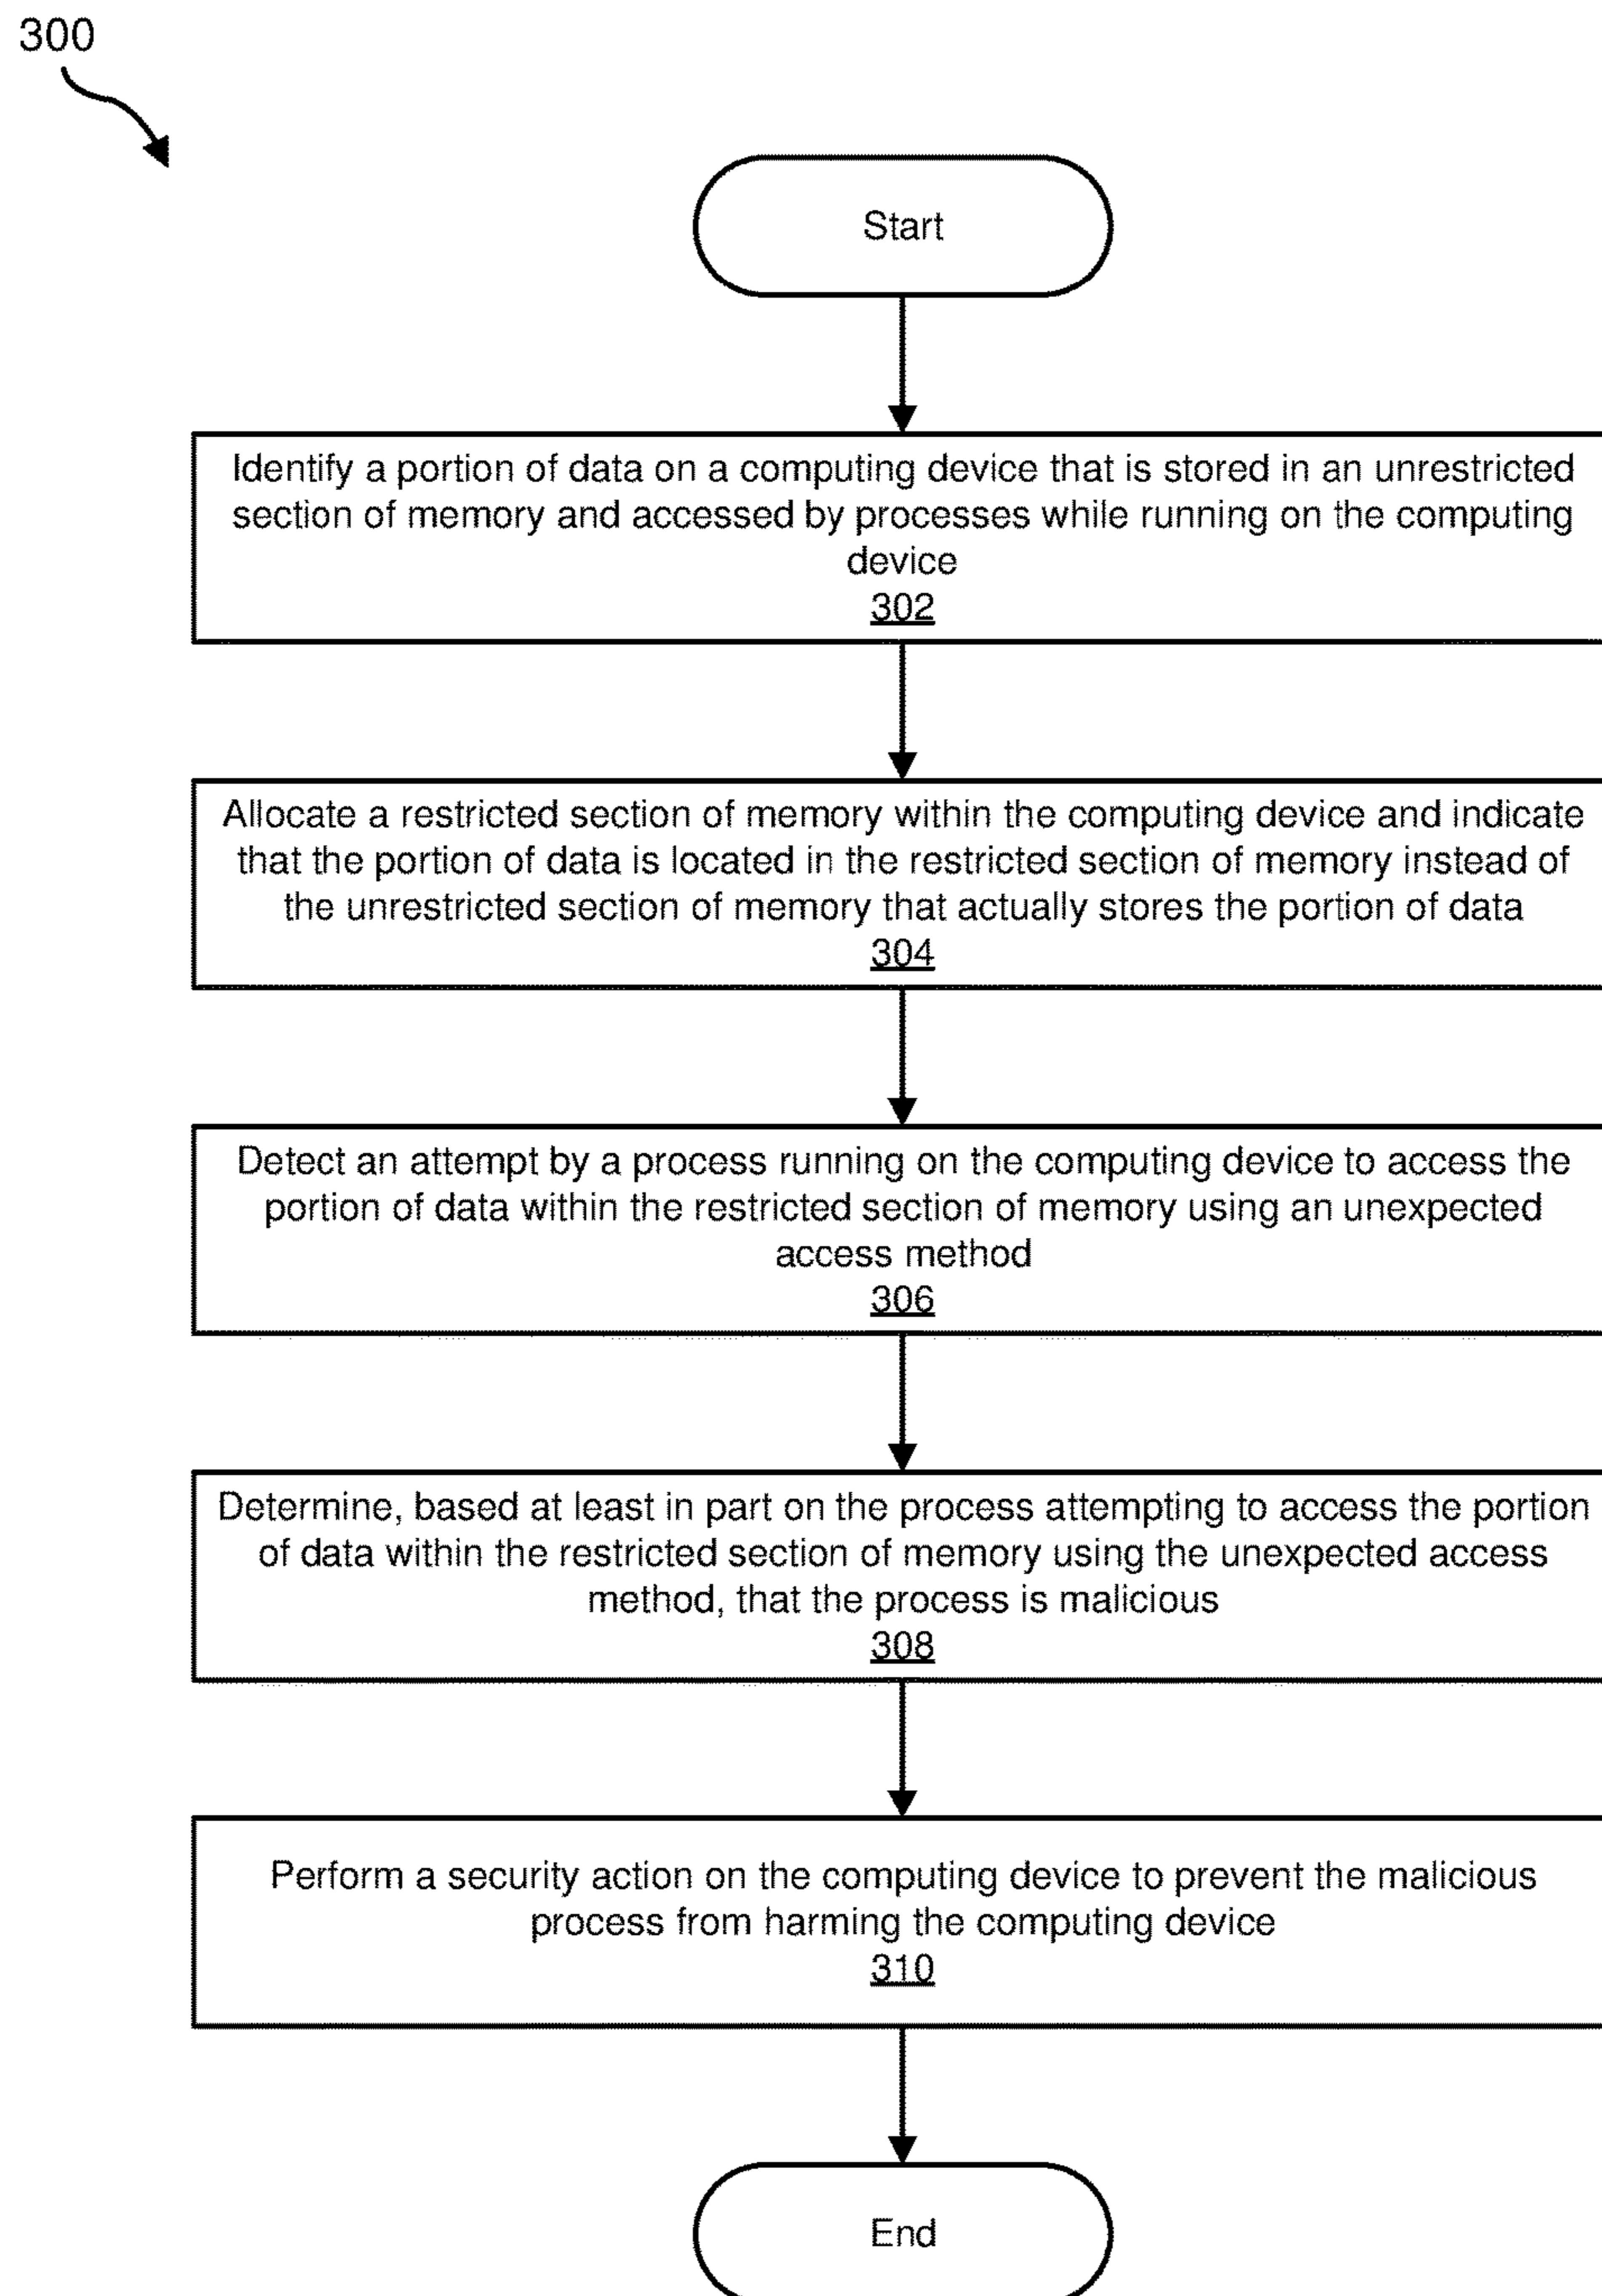 300
Start
Identify a portion of data on a computing device that is stored in an unrestricted
section of memory and accessed by processes while running on the computing
device
302
Allocate a restricted section of memory within the computing device and indicate
that the portion of data is located in the restricted section of memory instead of
the unrestricted section of memory that actually stores the portion of data
304
Detect an attempt by a process running on the computing device to access the
portion of data within the restricted section of memory using an unexpected
access method
306
Determine, based at least in part on the process attempting to access the portion
of data within the restricted section of memory using the unexpected access
method, that the process is malicious
308
Perform a security action on the computing device to prevent the malicious
process from harming the computing device
310
End